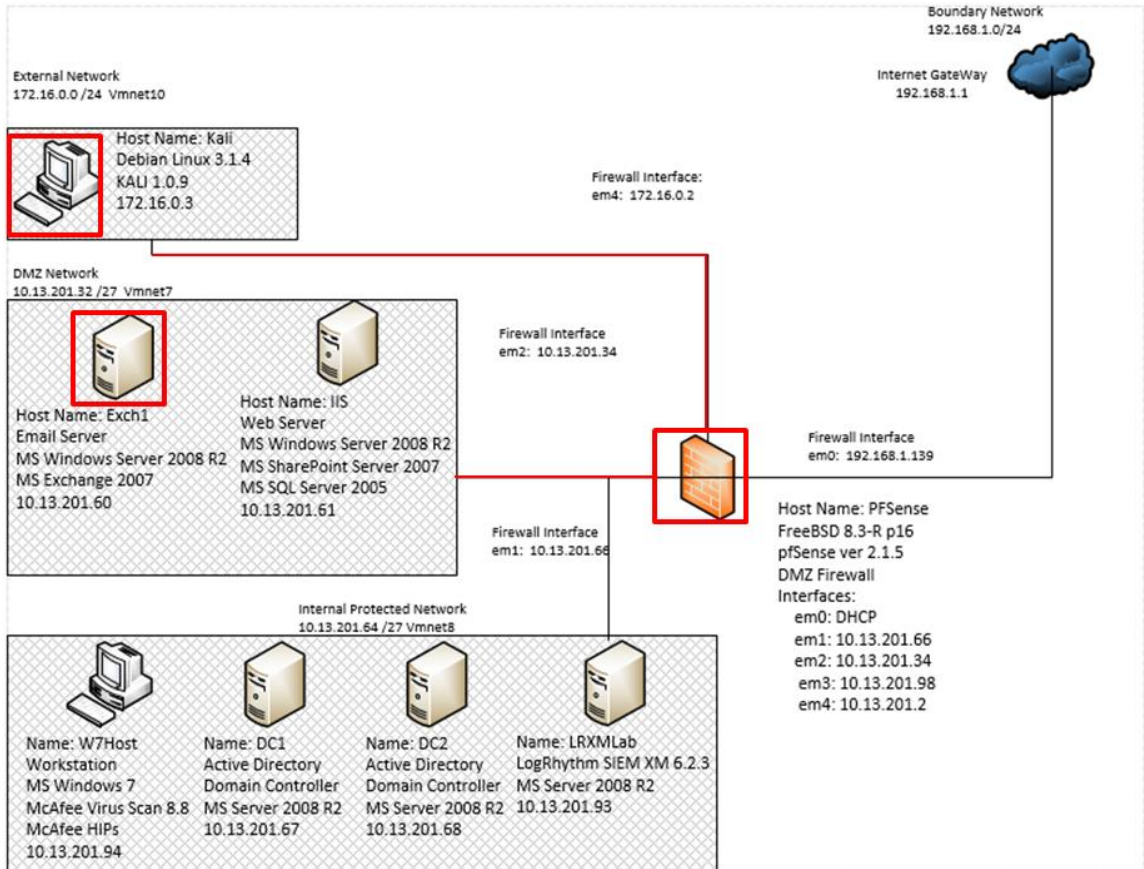 Boundary Network
192.168.1.0/24
Internet GateWay
192.168.1.1
External Network
172.16.0.0 /24 Vmnet10
Host Name: Kali
Debian Linux 3.1.4
KALI 1.0.9
172.16.0.3
Firewall Interface:
em4: 172.16.0.2
DMZ Network
10.13.201.32 /27 Vmnet7
Host Name: Exch1
Email Server
MS Windows Server 2008 R2
MS Exchange 2007
10.13.201.60
Host Name: IIS
Web Server
MS Windows Server 2008 R2
MS SharePoint Server 2007
MS SQL Server 2005
10.13.201.61
Firewall Interface
em2: 10.13.201.34
Firewall Interface
em0: 192.168.1.139
Firewall Interface
em1: 10.13.201.66
Host Name: PFSense
FreeBSD 8.3-R p16
pfSense ver 2.1.5
DMZ Firewall
Interfaces:
em0: DHCP
em1: 10.13.201.66
em2: 10.13.201.34
em3: 10.13.201.98
em4: 10.13.201.2
Internal Protected Network
10.13.201.64 /27 Vmnet8
Name: W7Host
Workstation
MS Windows 7
McAfee Virus Scan 8.8
McAfee HIPs
10.13.201.94
Name: DC1
Active Directory
Domain Controller
MS Server 2008 R2
10.13.201.67
Name: DC2
Active Directory
Domain Controller
MS Server 2008 R2
10.13.201.68
Name: LRXMLab
LogRhythm SIEM XM 6.2.3
MS Server 2008 R2
10.13.201.93